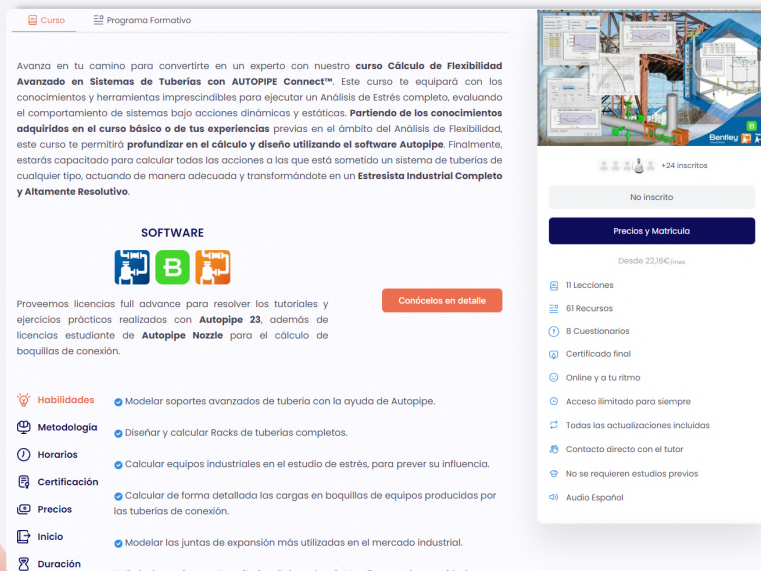 Curso
Programa Formativo
Avanza en tu camino para convertirte en un experto con nuestro curso Cálculo de Flexibilidad
Avanzado en Sistemas de Tuberías con AUTOPIPE Connect™. Este curso te equipará con los
conocimientos y herramientas imprescindibles para ejecutar un Análisis de Estrés completo, evaluando
el comportamiento de sistemas bajo acciones dinámicas y estáticas. Partiendo de los conocimientos
adquiridos en el curso básico o de tus experiencias previas en el ámbito del Análisis de Flexibilidad,
este curso te permitirá profundizar en el cálculo y diseño utilizando el software Autopipe. Finalmente,
estarás capacitado para calcular todas las acciones a las que está sometido un sistema de tuberías de
cualquier tipo, actuando de manera adecuada y transformándote en un Estresista Industrial Completo
y Altamente Resolutivo.
SOFTWARE
B
Proveemos licencias full advance para resolver los tutoriales y
ejercicios prácticos realizados con Autopipe 23, además de
licencias estudiante de Autopipe Nozzle para el cálculo de
boquillas de conexión.
Conócelos en detalle
Habilidades
Metodología
Horarios
Certificación
Precios
Inicio
Duración
Modelar soportes avanzados de tubería con la ayuda de Autopipe.
Diseñar y calcular Racks de tuberías completos.
Calcular equipos industriales en el estudio de estrés, para prever su influencia.
Calcular de forma detallada las cargas en boquillas de equipos producidas por
las tuberías de conexión.
Modelar las juntas de expansión más utilizadas en el mercado industrial.
Bentley
+24 inscritos
No inscrito
Precios y Matricula
Desde 22,16€/mes
11 Lecciones
61 Recursos
8 Cuestionarios
Certificado final
Online y a tu ritmo
Acceso ilimitado para siempre
Todas las actualizaciones incluidas
Contacto directo con el tutor
No se requieren estudios previos
Audio Español